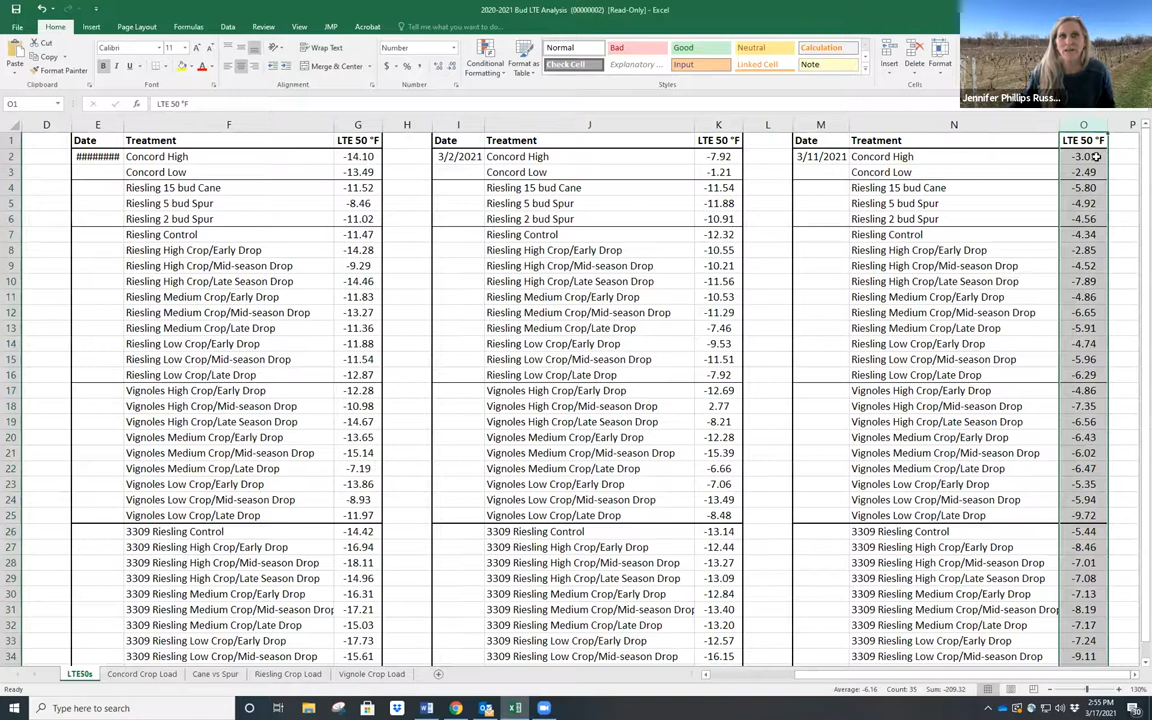 2020-2021 Bud LTE Analysis (00000002) [Read-Only] - Excel
File Home Insert Page Layout Formulas Data Review View JMP Acrobat Tell me what you want to do...
Cut
Copy
Format Painter
Paste
Clipboard
Calibri 11
B I U
Font
Wrap Text
Merge & Center
Alignment
Number
$ % ,
Number
Conditional Formatting
Format as Table
Normal Bad Good Neutral Calculation
Check Cell Explanatory ... Input Linked Cell Note
Styles
Insert Delete Format
Cells
Jennifer Phillips Russ...
O1 fx LTE 50 °F
D E F G H I J K L M N O P
1 Date Treatment LTE 50 °F Date Treatment LTE 50 °F Date Treatment LTE 50 °F
2 ######## Concord High -14.10 3/2/2021 Concord High -7.92 3/11/2021 Concord High
3 Concord Low -13.49 Concord Low -1.21 Concord Low -2.49
4 Riesling 15 bud Cane -11.52 Riesling 15 bud Cane -11.54 Riesling 15 bud Cane -5.80
5 Riesling 5 bud Spur -8.46 Riesling 5 bud Spur -11.88 Riesling 5 bud Spur -4.92
6 Riesling 2 bud Spur -11.02 Riesling 2 bud Spur -10.91 Riesling 2 bud Spur -4.56
7 Riesling Control -11.47 Riesling Control -12.32 Riesling Control -4.34
8 Riesling High Crop/Early Drop -14.28 Riesling High Crop/Early Drop -10.55 Riesling High Crop/Early Drop -2.85
9 Riesling High Crop/Mid-season Drop -9.29 Riesling High Crop/Mid-season Drop -10.21 Riesling High Crop/Mid-season Drop -4.52
10 Riesling High Crop/Late Season Drop -14.46 Riesling High Crop/Late Season Drop -11.56 Riesling High Crop/Late Season Drop -7.89
11 Riesling Medium Crop/Early Drop -11.83 Riesling Medium Crop/Early Drop -10.53 Riesling Medium Crop/Early Drop -4.86
12 Riesling Medium Crop/Mid-season Drop -13.27 Riesling Medium Crop/Mid-season Drop -11.29 Riesling Medium Crop/Mid-season Drop -6.65
13 Riesling Medium Crop/Late Drop -11.36 Riesling Medium Crop/Late Drop -7.46 Riesling Medium Crop/Late Drop -5.91
14 Riesling Low Crop/Early Drop -11.88 Riesling Low Crop/Early Drop -9.53 Riesling Low Crop/Early Drop -4.74
15 Riesling Low Crop/Mid-season Drop -11.54 Riesling Low Crop/Mid-season Drop -11.51 Riesling Low Crop/Mid-season Drop -5.96
16 Riesling Low Crop/Late Drop -12.87 Riesling Low Crop/Late Drop -7.92 Riesling Low Crop/Late Drop -6.29
17 Vignoles High Crop/Early Drop -12.28 Vignoles High Crop/Early Drop -12.69 Vignoles High Crop/Early Drop -4.86
18 Vignoles High Crop/Mid-season Drop -10.98 Vignoles High Crop/Mid-season Drop 2.77 Vignoles High Crop/Mid-season Drop -7.35
19 Vignoles High Crop/Late Season Drop -14.67 Vignoles High Crop/Late Season Drop -8.21 Vignoles High Crop/Late Season Drop -6.56
20 Vignoles Medium Crop/Early Drop -13.65 Vignoles Medium Crop/Early Drop -12.28 Vignoles Medium Crop/Early Drop -6.43
21 Vignoles Medium Crop/Mid-season Drop -15.14 Vignoles Medium Crop/Mid-season Drop -15.39 Vignoles Medium Crop/Mid-season Drop -6.02
22 Vignoles Medium Crop/Late Drop -7.19 Vignoles Medium Crop/Late Drop -6.66 Vignoles Medium Crop/Late Drop -6.47
23 Vignoles Low Crop/Early Drop -13.86 Vignoles Low Crop/Early Drop -7.06 Vignoles Low Crop/Early Drop -5.35
24 Vignoles Low Crop/Mid-season Drop -8.93 Vignoles Low Crop/Mid-season Drop -13.49 Vignoles Low Crop/Mid-season Drop -5.94
25 Vignoles Low Crop/Late Drop -11.97 Vignoles Low Crop/Late Drop -8.48 Vignoles Low Crop/Late Drop -9.72
26 3309 Riesling Control -14.42 3309 Riesling Control -13.14 3309 Riesling Control -5.44
27 3309 Riesling High Crop/Early Drop -16.94 3309 Riesling High Crop/Early Drop -12.44 3309 Riesling High Crop/Early Drop -8.46
28 3309 Riesling High Crop/Mid-season Drop -18.11 3309 Riesling High Crop/Mid-season Drop -13.27 3309 Riesling High Crop/Mid-season Drop -7.01
29 3309 Riesling High Crop/Late Season Drop -14.96 3309 Riesling High Crop/Late Season Drop -13.09 3309 Riesling High Crop/Late Season Drop -7.08
30 3309 Riesling Medium Crop/Early Drop -16.31 3309 Riesling Medium Crop/Early Drop -12.84 3309 Riesling Medium Crop/Early Drop -7.13
31 3309 Riesling Medium Crop/Mid-season Drop -17.21 3309 Riesling Medium Crop/Mid-season Drop -13.40 3309 Riesling Medium Crop/Mid-season Drop -8.19
32 3309 Riesling Medium Crop/Late Drop -15.03 3309 Riesling Medium Crop/Late Drop -13.20 3309 Riesling Medium Crop/Late Drop -7.17
33 3309 Riesling Low Crop/Early Drop -17.73 3309 Riesling Low Crop/Early Drop -12.57 3309 Riesling Low Crop/Early Drop -7.24
34 3309 Riesling Low Crop/Mid-season Drop -15.61 3309 Riesling Low Crop/Mid-season Drop -16.15 3309 Riesling Low Crop/Mid-season Drop -9.11
LTE50s Concord Crop Load Cane vs Spur Riesling Crop Load Vignole Crop Load
Ready Average: -6.16 Count: 35 Sum: -209.32 130%
Type here to search
2:55 PM
3/17/2021